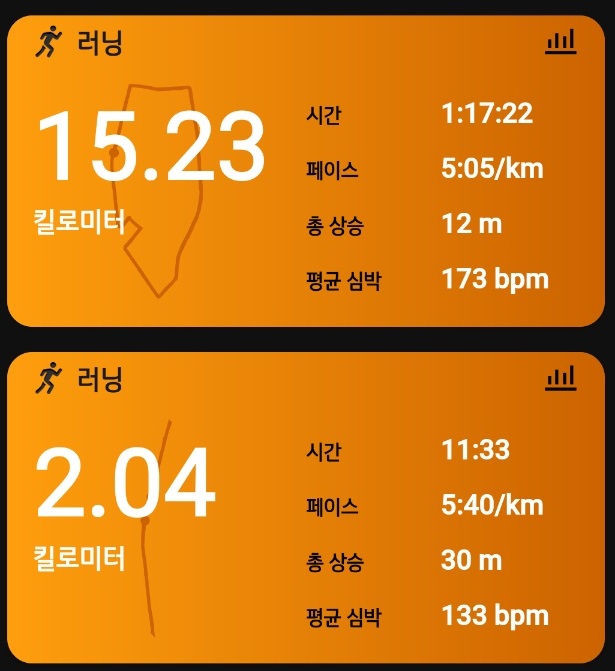 러닝
15.23
킬로미터
시간 1:17:22
페이스 5:05/km
총 상승 12 m
평균 심박 173 bpm
러닝
2.04
킬로미터
시간 11:33
페이스 5:40/km
총 상승 30 m
평균 심박 133 bpm